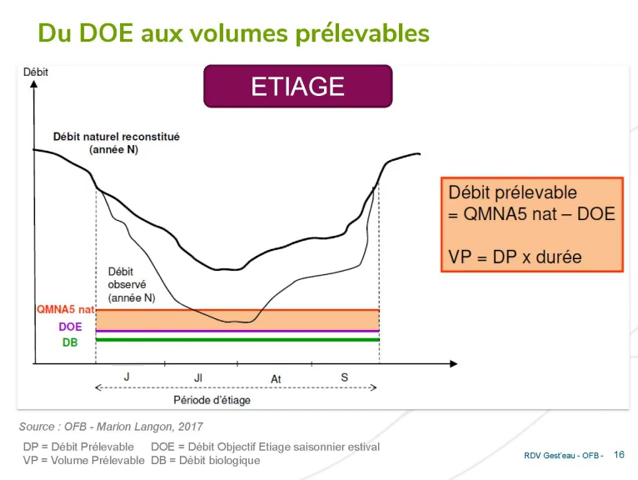 Du DOE aux volumes prélevables
Débit
ETIAGE
Débit naturel reconstitué
(année N)
Débit prélevable
= QMNA5 nat – DOE
VP = DP x durée
Débit
observé
(année N)
QMNA5 nat
DOE
DB
J Jl At S
Période d'étiage
Source : OFB - Marion Langon, 2017
DP = Débit Prélevable DOE = Débit Objectif Etiage saisonnier estival
VP = Volume Prélevable DB = Débit biologique
RDV Gest'eau - OFB - 16